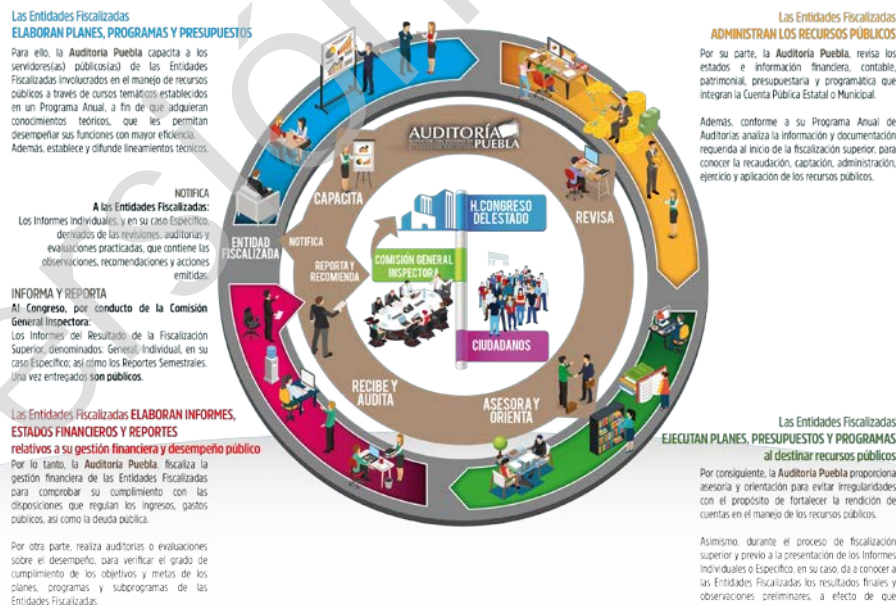 Las Entidades Fiscalizadas
ELABORAN PLANES, PROGRAMAS Y PRESUPUESTOS
Para ello, la Auditoría Puebla capacita a los
servidores(as) públicos(as) de las Entidades
Fiscalizadas involucrados en el manejo de recursos
públicos a través de cursos temáticos establecidos
en un Programa Anual, a fin de que adquieran
conocimientos teóricos, que les permitan
desempeñar sus funciones con mayor eficiencia.
Además, establece y difunde lineamientos técnicos.
NOTIFICA
A las Entidades Fiscalizadas:
Los Informes Individuales, y en su caso Específico,
derivados de las revisiones, auditorías y
evaluaciones practicadas, que contiene las
observaciones, recomendaciones y acciones
emitidas.
INFORMA Y REPORTA
Al Congreso, por conducto de la Comisión
General Inspectora:
Los Informes del Resultado de la Fiscalización
Superior, denominados: General, Individual, en su
caso Específico; así como los Reportes Semestrales.
Una vez entregados son públicos.
Las Entidades Fiscalizadas ELABORAN INFORMES,
ESTADOS FINANCIEROS Y REPORTES
relativos a su gestión financiera y desempeño público
Por lo tanto, la Auditoría Puebla, fiscaliza la
gestión financiera de las Entidades Fiscalizadas
para comprobar su cumplimiento con las
disposiciones que regulan los ingresos, gastos
públicos, así como la deuda pública.
Por otra parte, realiza auditorías o evaluaciones
sobre el desempeño, para verificar el grado de
cumplimiento de los objetivos y metas de los
planes, programas y subprogramas de las
Entidades Fiscalizadas.
AUDITORÍA
PUEBLA
CAPACITA
REVISA
H. CONGRESO
DEL ESTADO
ENTIDAD
FISCALIZADA
NOTIFICA
REPORTA Y
RECOMIENDA
COMISIÓN GENERAL
INSPECTORA
CIUDADANOS
RECIBE Y
AUDITA
ASESORA Y
ORIENTA
Las Entidades Fiscalizadas
ADMINISTRAN LOS RECURSOS PÚBLICOS
Por su parte, la Auditoría Puebla, revisa los
estados e información financiera, contable,
patrimonial, presupuestaria y programática que
integran la Cuenta Pública Estatal o Municipal.
Además, conforme a su Programa Anual de
Auditorías analiza la información y documentación
requerida al inicio de la fiscalización superior, para
conocer la recaudación, captación, administración,
ejercicio y aplicación de los recursos públicos.
Las Entidades Fiscalizadas
EJECUTAN PLANES, PRESUPUESTOS Y PROGRAMAS
al destinar recursos públicos
Por consiguiente, la Auditoría Puebla proporciona
asesoría y orientación para evitar irregularidades
con el propósito de fortalecer la rendición de
cuentas en el manejo de los recursos públicos.
Asimismo, durante el proceso de fiscalización
superior y previo a la presentación de los Informes
Individuales o Específico, en su caso, da a conocer a
las Entidades Fiscalizadas los resultados finales y
observaciones preliminares, a efecto de que